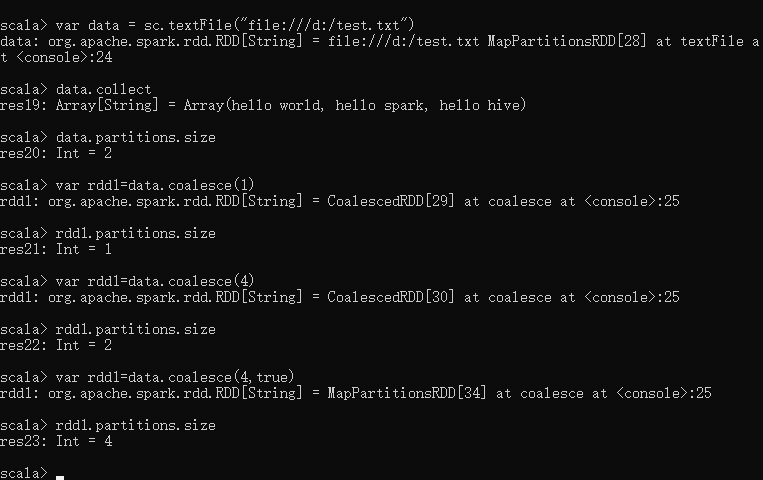 scala> var data = sc.textFile("file:///d:/test.txt")
data: org.apache.spark.rdd.RDD[String] = file:///d:/test.txt MapPartitionsRDD[28] at textFile a
t <console>:24
scala> data.collect
res19: Array[String] = Array(hello world, hello spark, hello hive)
scala> data.partitions.size
res20: Int = 2
scala> var rdd1=data.coalesce(1)
rdd1: org.apache.spark.rdd.RDD[String] = CoalescedRDD[29] at coalesce at <console>:25
scala> rdd1.partitions.size
res21: Int = 1
scala> var rdd1=data.coalesce(4)
rdd1: org.apache.spark.rdd.RDD[String] = CoalescedRDD[30] at coalesce at <console>:25
scala> rdd1.partitions.size
res22: Int = 2
scala> var rdd1=data.coalesce(4,true)
rdd1: org.apache.spark.rdd.RDD[String] = MapPartitionsRDD[34] at coalesce at <console>:25
scala> rdd1.partitions.size
res23: Int = 4
scala>